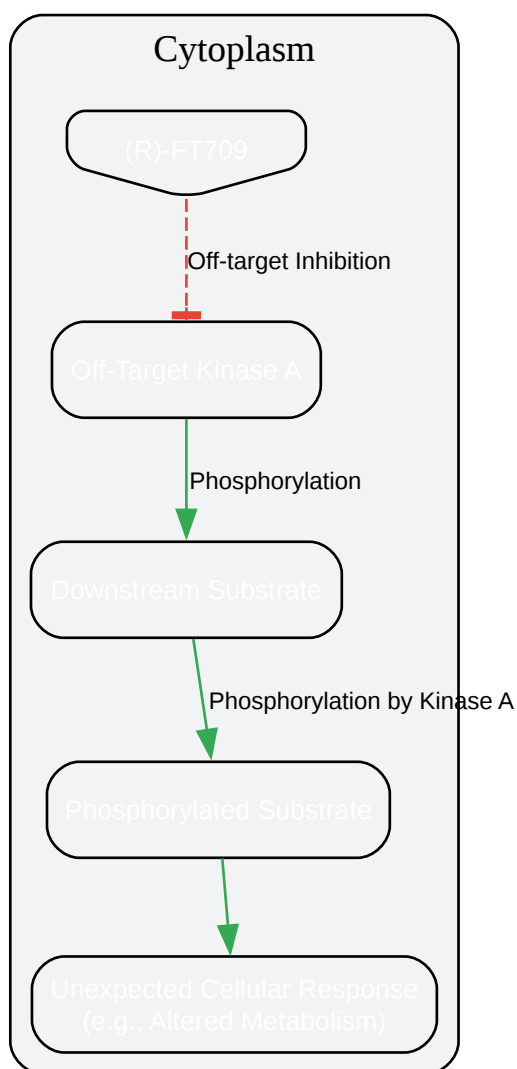 Cytoplasm
(R)-FT709
Off-target Inhibition
Off-Target Kinase A
Phosphorylation
Downstream Substrate
Phosphorylation by Kinase A
Phosphorylated Substrate
Unexpected Cellular Response
(e.g., Altered Metabolism)